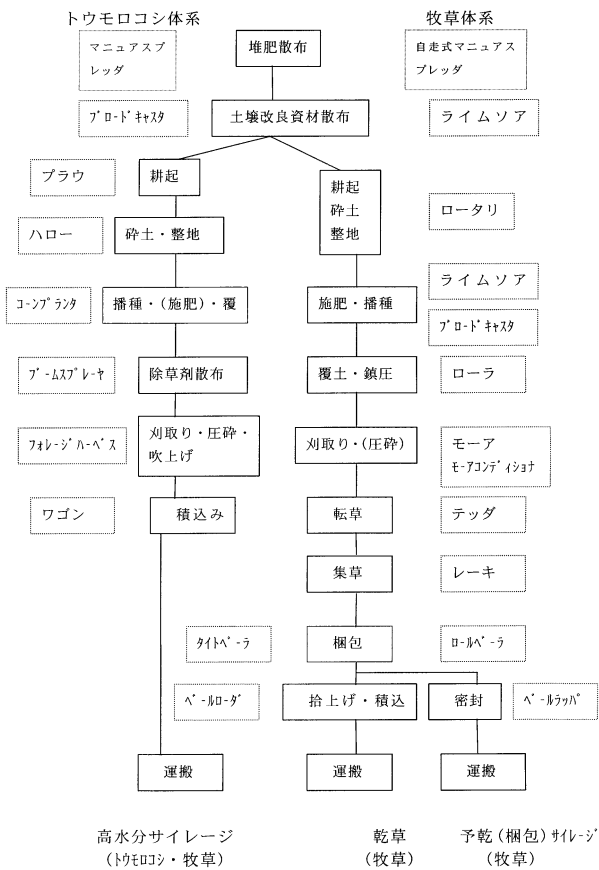 トウモロコシ体系
牧草体系
マニュアスプ
レッダ
堆肥散布
自走式マニュアス
プレッダ
ﾌﾞﾛｰﾄﾞｷｬｽﾀ
土壌改良資材散布
ライムソア
プラウ
耕起
耕起
砕土
整地
ロータリ
ハロー
砕土・整地
ライムソア
ｺｰﾝﾌﾟﾗﾝﾀ
播種・(施肥)・覆
施肥・播種
ﾌﾞﾛｰﾄﾞｷｬｽﾀ
ﾌﾞｰﾑｽﾌﾟﾚｰﾔ
除草剤散布
覆土・鎮圧
ローラ
ﾌｫﾚｰｼﾞﾊｰﾍﾞｽ
刈取り・圧砕・
吹上げ
刈取り・(圧砕)
モーア
ﾓｰｱｺﾝﾃﾞｨｼｮﾅ
ワゴン
積込み
転草
テッダ
集草
レーキ
ﾀｲﾄﾍﾞｰﾗ
梱包
ﾛｰﾙﾍﾞｰﾗ
ﾍﾞｰﾙﾛｰﾀﾞ
拾上げ・積込
密封
ﾍﾞｰﾙﾗｯﾊﾟ
運搬
運搬
運搬
高水分サイレージ
(ﾄｳﾓﾛｺｼ・牧草)
乾草
(牧草)
予乾(梱包)ｻｲﾚｰｼﾞ
(牧草)